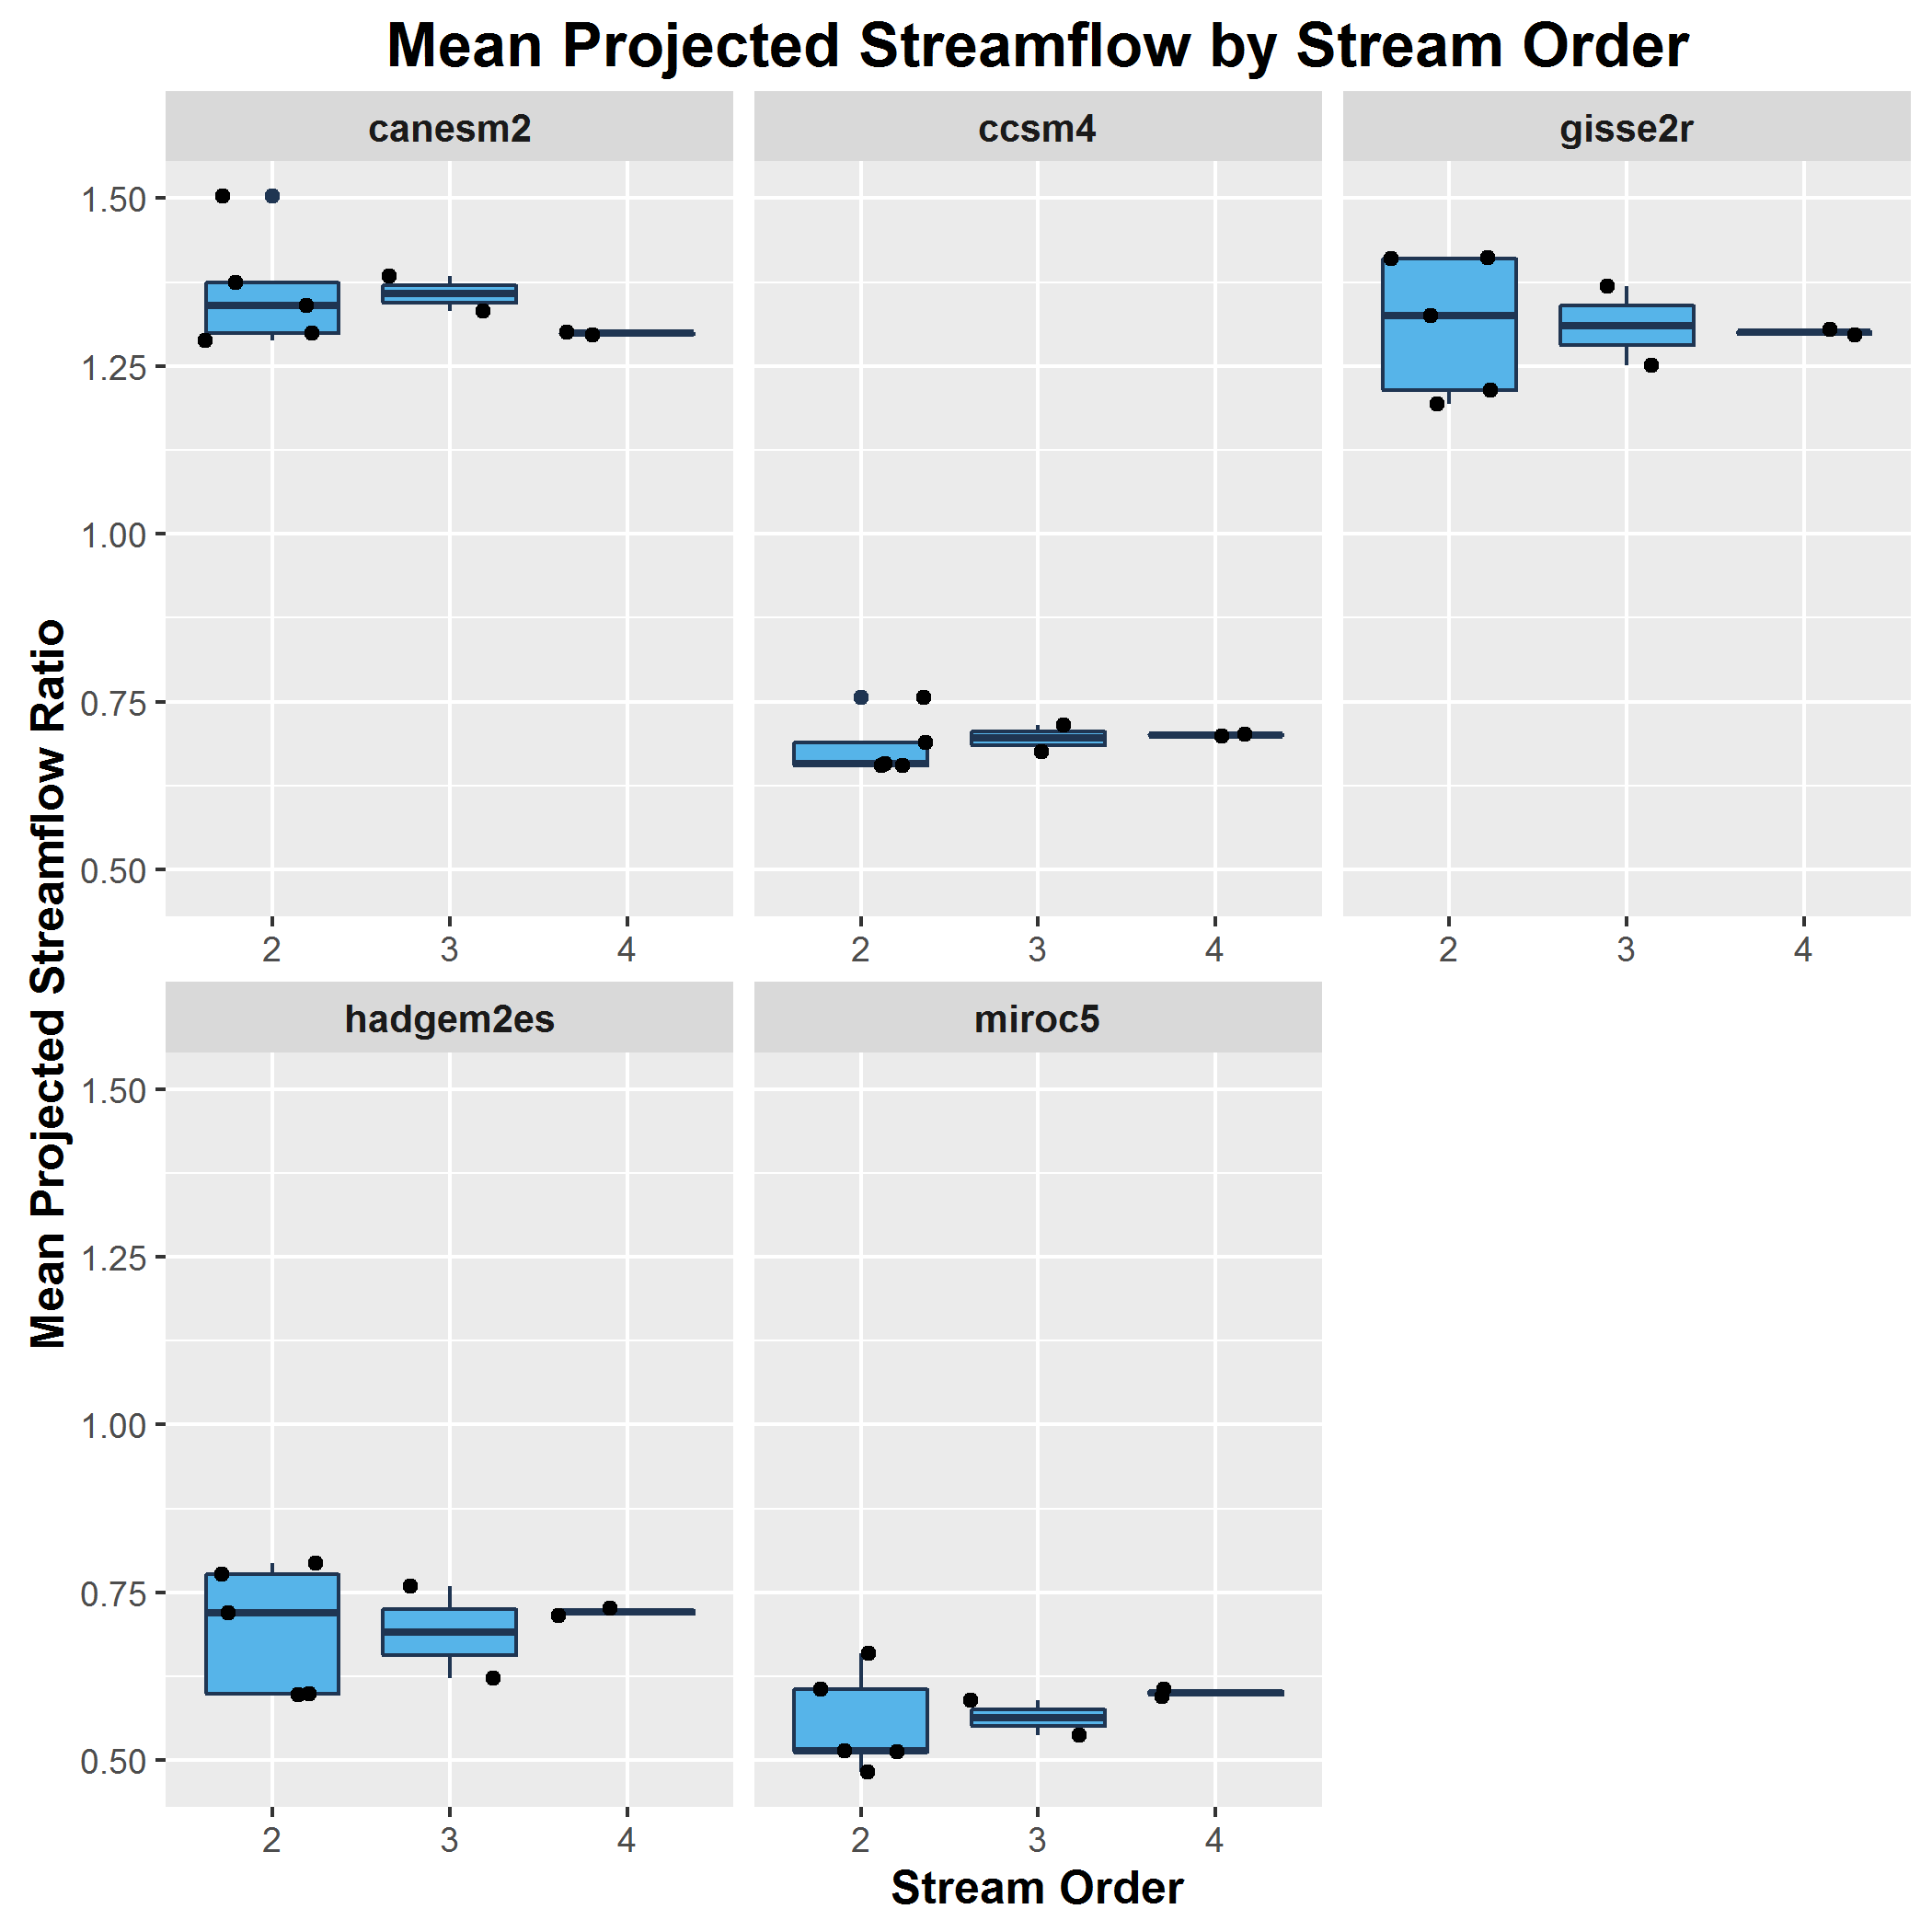 Mean Projected Streamflow by Stream Order
canesm2
ccsm4
gisse2r
1.50
1.25
1.00
0.75
0.50
2 3 4
2 3 4
2 3 4
Mean Projected Streamflow Ratio
hadgem2es
miroc5
1.50
1.25
1.00
0.75
0.50
2 3 4
2 3 4
Stream Order